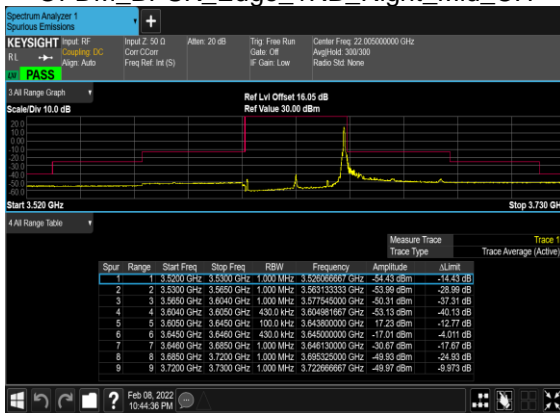 Spectrum Analyzer 1
Spurious Emissions
+
KEYSIGHT Input: RF Input Z: 50 Ω Atten: 20 dB Trig: Free Run Center Freq: 22.005000000 GHz
RL Coupling: DC Corr CCorr Gate: Off Avg|Hold: 300/300
Align: Auto Freq Ref: Int (S) IF Gain: Low Radio Std: None
PASS
3 All Range Graph
Ref Lvl Offset 16.05 dB
Scale/Div 10.0 dB Ref Value 30.00 dBm
20.0
10.0
0.00
-10.0
-20.0
-30.0
-40.0
-50.0
-60.0
Start 3.520 GHz Stop 3.730 GH
4 All Range Table
Measure Trace Trace 1
Trace Type Trace Average (Active)
Spur Range Start Freq Stop Freq RBW Frequency Amplitude ΔLimit
1 1 3.5200 GHz 3.5300 GHz 1.000 MHz 3.526066667 GHz -54.43 dBm -14.43 dB
2 2 3.5300 GHz 3.5650 GHz 1.000 MHz 3.563133333 GHz -53.99 dBm -28.99 dB
3 3 3.5650 GHz 3.6040 GHz 1.000 MHz 3.577545000 GHz -50.31 dBm -37.31 dB
4 4 3.6040 GHz 3.6050 GHz 430.0 kHz 3.604981667 GHz -53.13 dBm -40.13 dB
5 5 3.6050 GHz 3.6450 GHz 100.0 kHz 3.643800000 GHz 17.23 dBm -12.77 dB
6 6 3.6450 GHz 3.6460 GHz 430.0 kHz 3.645000000 GHz -17.01 dBm -4.011 dB
7 7 3.6460 GHz 3.6850 GHz 1.000 MHz 3.646130000 GHz -30.67 dBm -17.67 dB
8 8 3.6850 GHz 3.7200 GHz 1.000 MHz 3.695325000 GHz -49.93 dBm -24.93 dB
9 9 3.7200 GHz 3.7300 GHz 1.000 MHz 3.722666667 GHz -49.97 dBm -9.973 dB
? Feb 08, 2022
10:44:36 PM